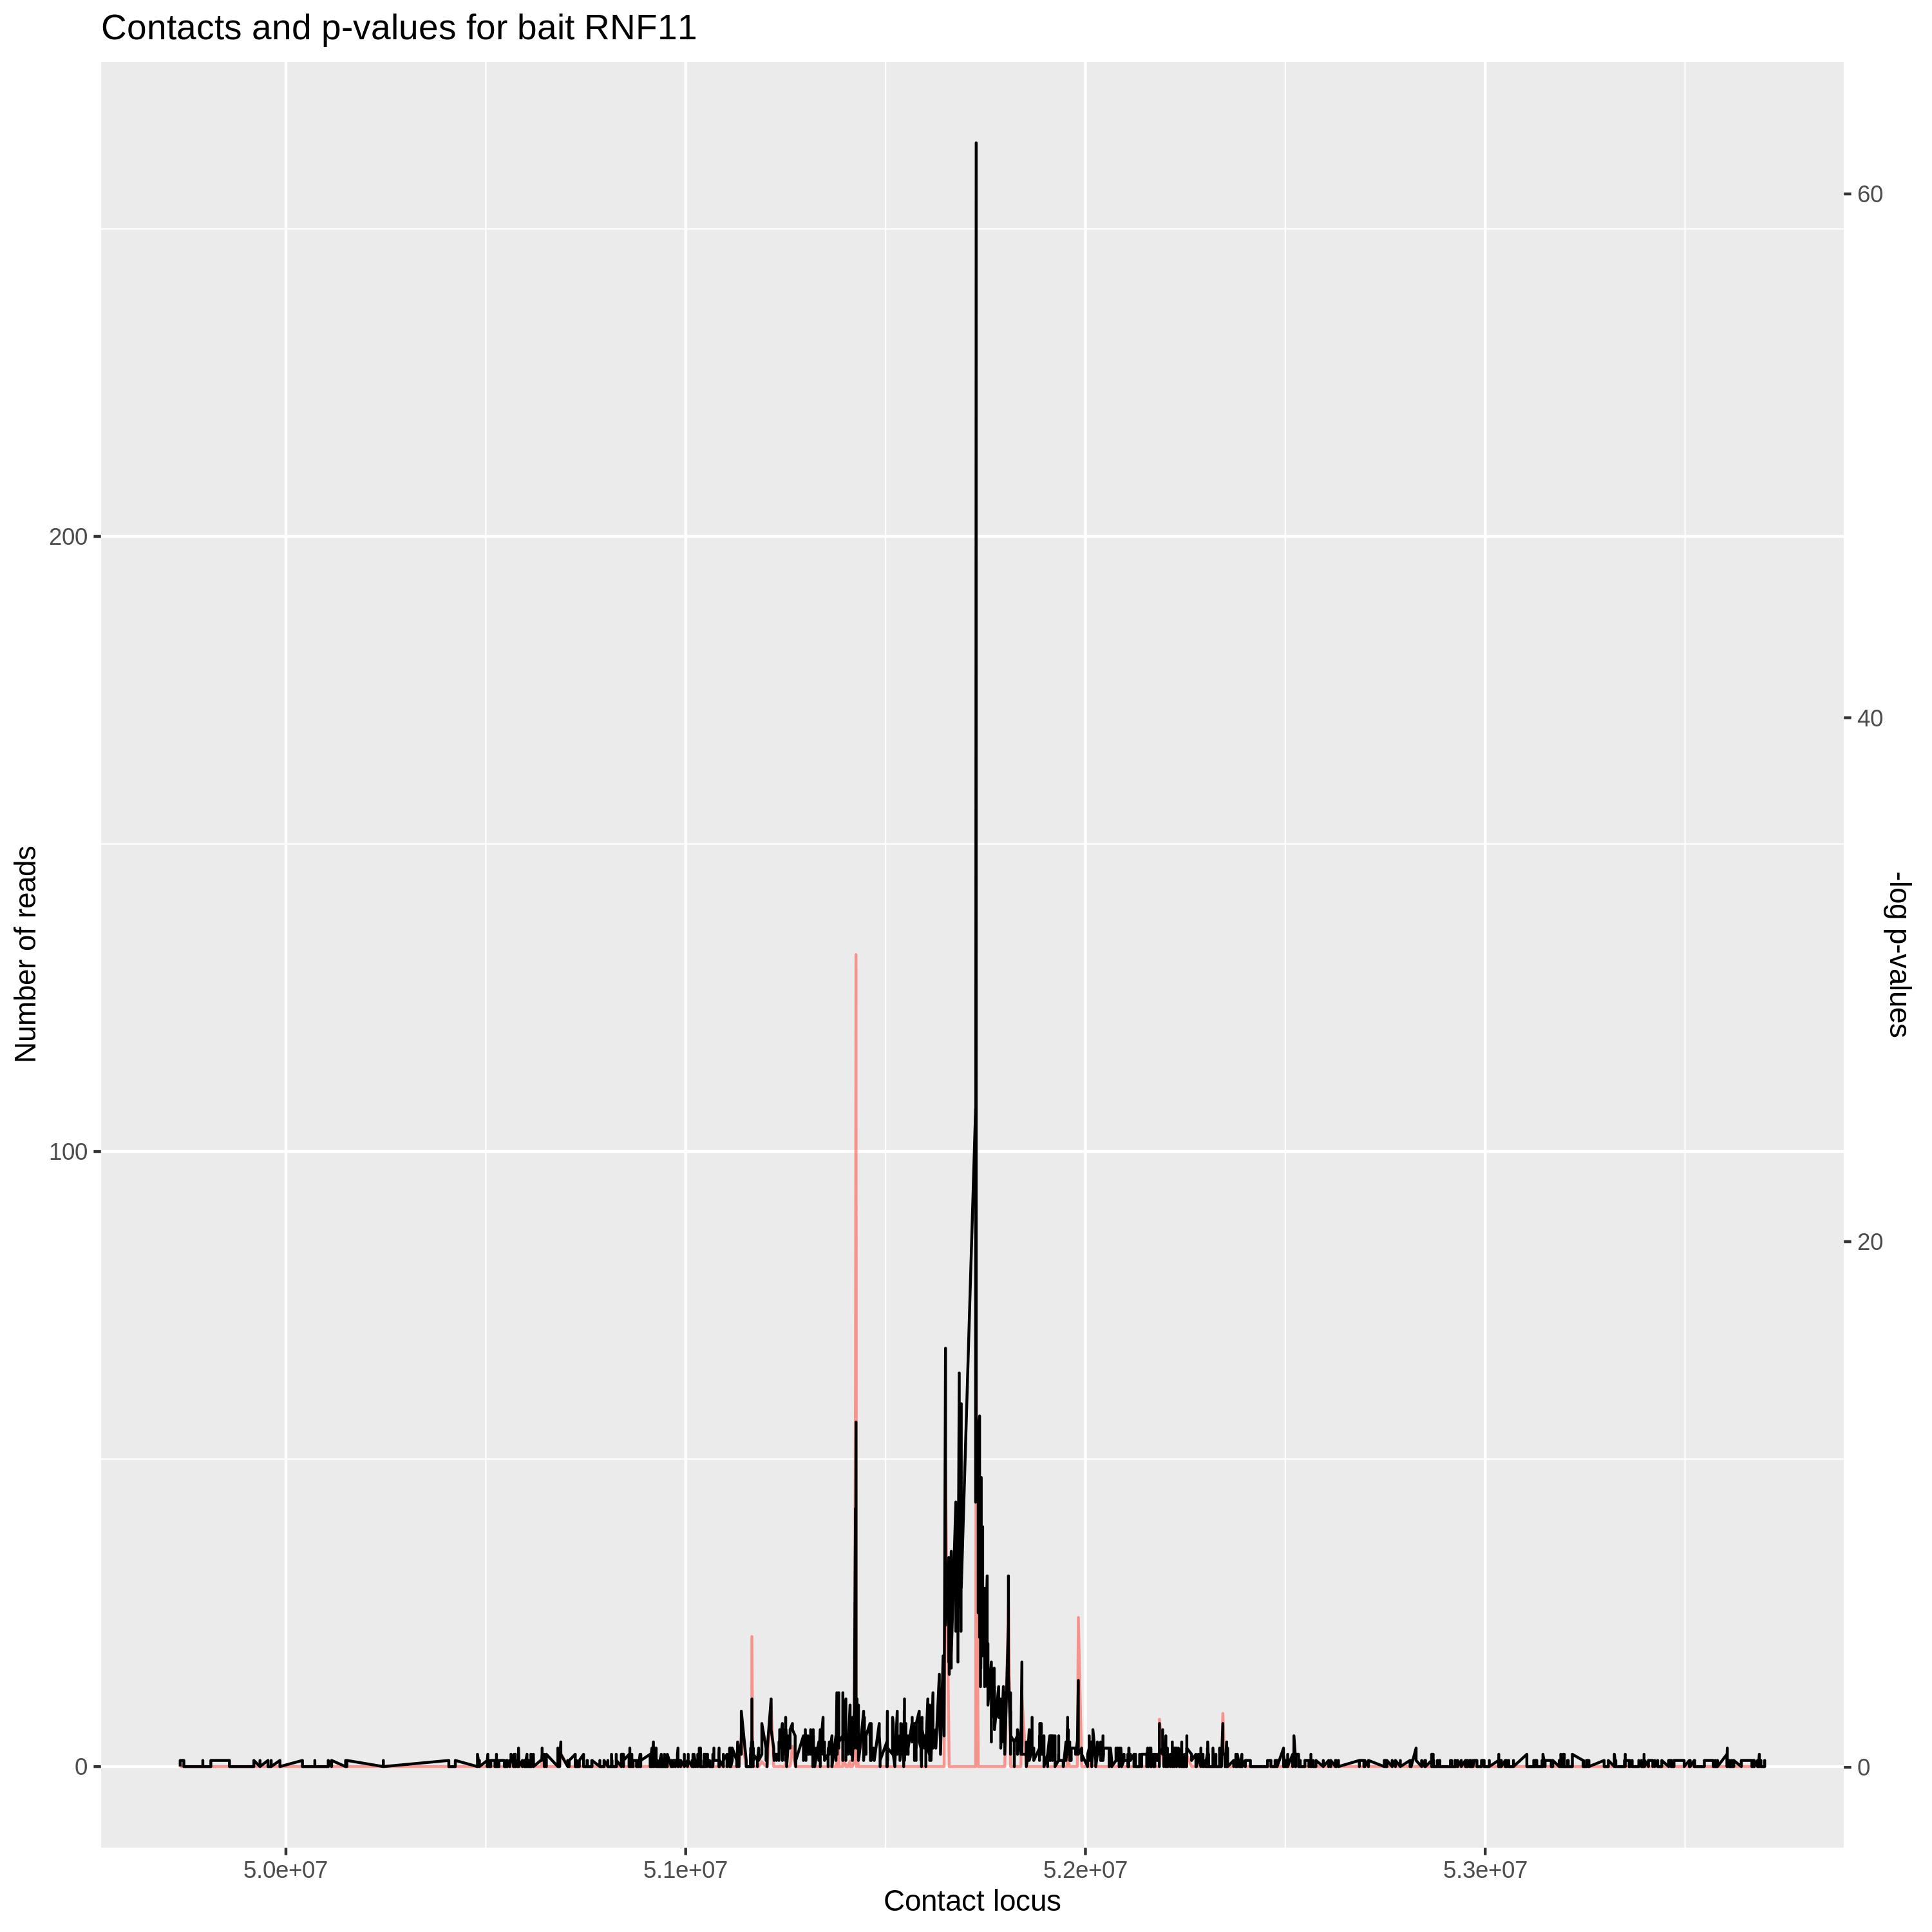 Contacts and p-values for bait RNF11
60
200
40
Number of reads
-log p-values
20
100
0
0
5.0e+07
5.1e+07
5.2e+07
5.3e+07
Contact locus